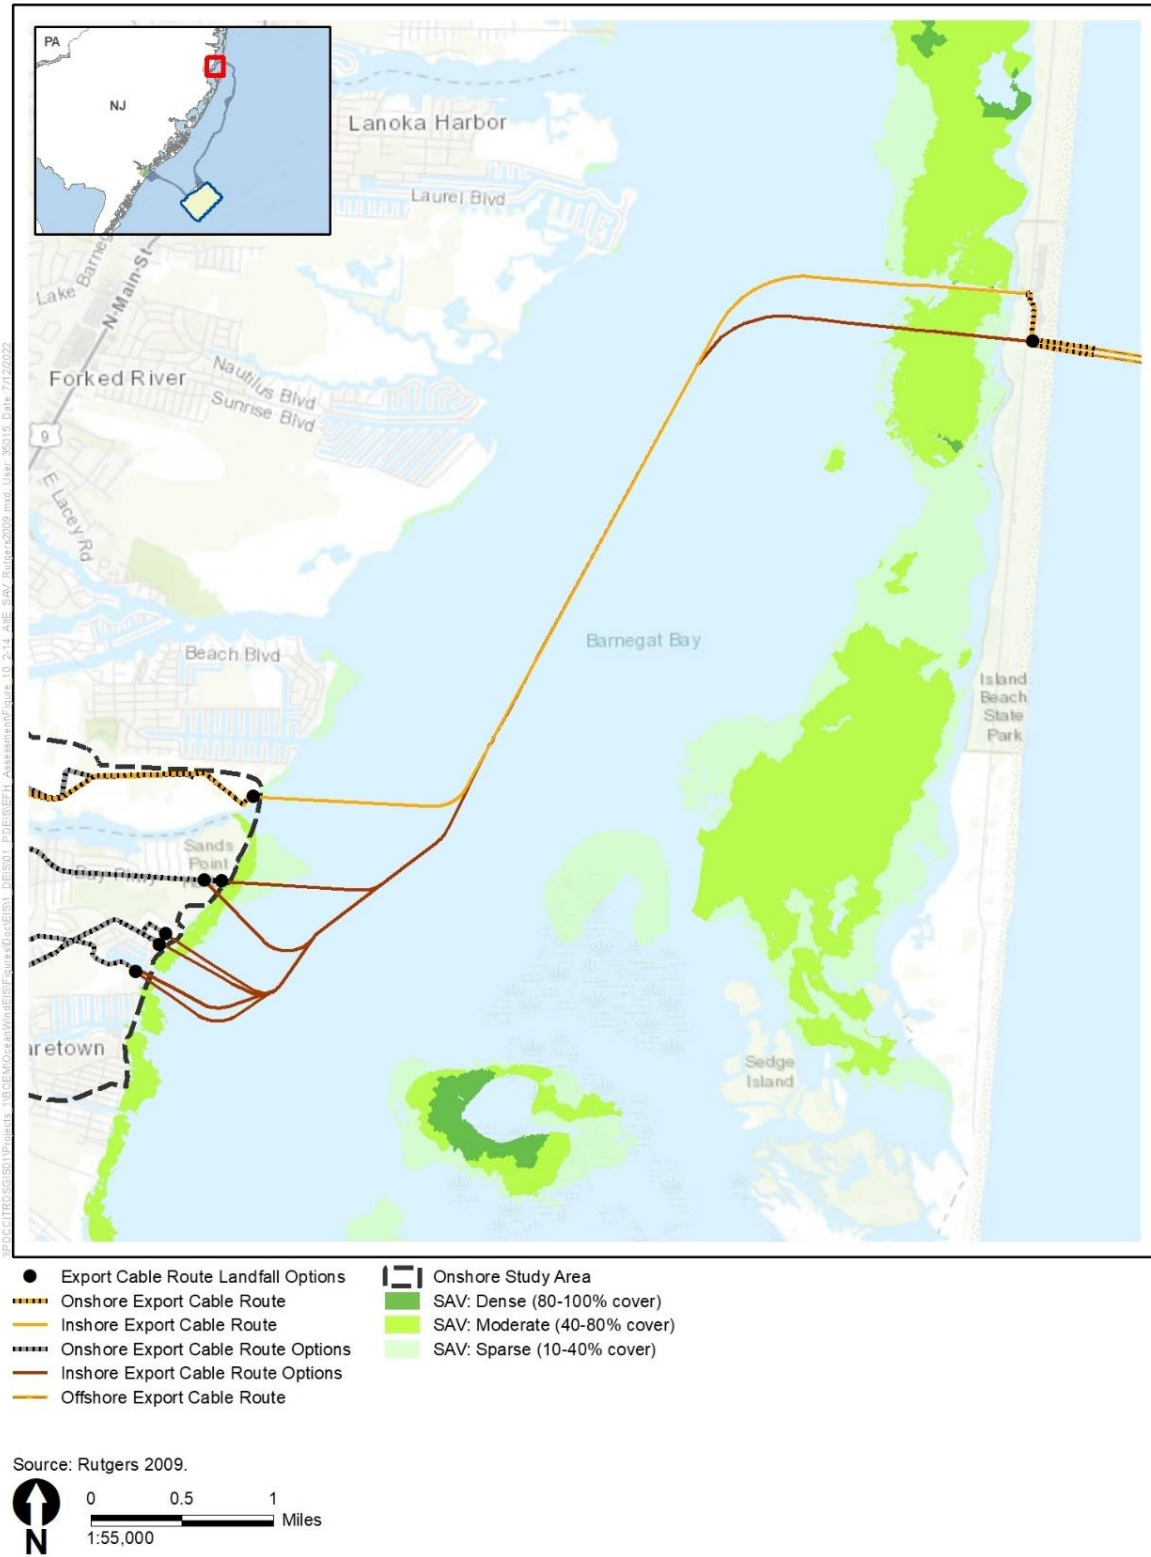 PA
NJ
Lanoka Harbor
Laurel Blvd
Lake Barneg
N Main St
Forked River
Nautilus Blvd
Sunrise Blvd
9
E Lacey Rd
Barnegat Bay
Beach Blvd
Island
Beach
State
Park
Sands
Point
Bay Pkwy
aretown
Sedge
Island
Export Cable Route Landfall Options
Onshore Export Cable Route
Inshore Export Cable Route
Onshore Export Cable Route Options
Inshore Export Cable Route Options
Offshore Export Cable Route
Onshore Study Area
SAV: Dense (80-100% cover)
SAV: Moderate (40-80% cover)
SAV: Sparse (10-40% cover)
Source: Rutgers 2009.
N
0 0.5 1
Miles
1:55,000